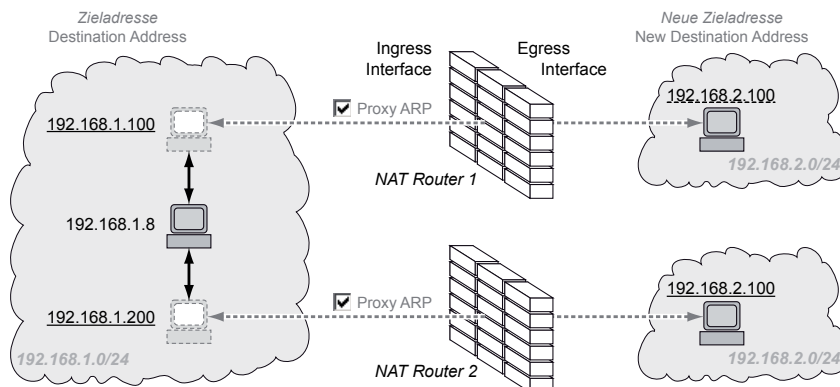 Zieladresse
Destination Address
Ingress
Interface
Egress
Interface
Neue Zieladresse
New Destination Address
192.168.1.100
Proxy ARP
192.168.2.100
192.168.2.0/24
NAT Router 1
192.168.1.8
192.168.1.200
Proxy ARP
192.168.2.100
192.168.1.0/24
192.168.2.0/24
NAT Router 2